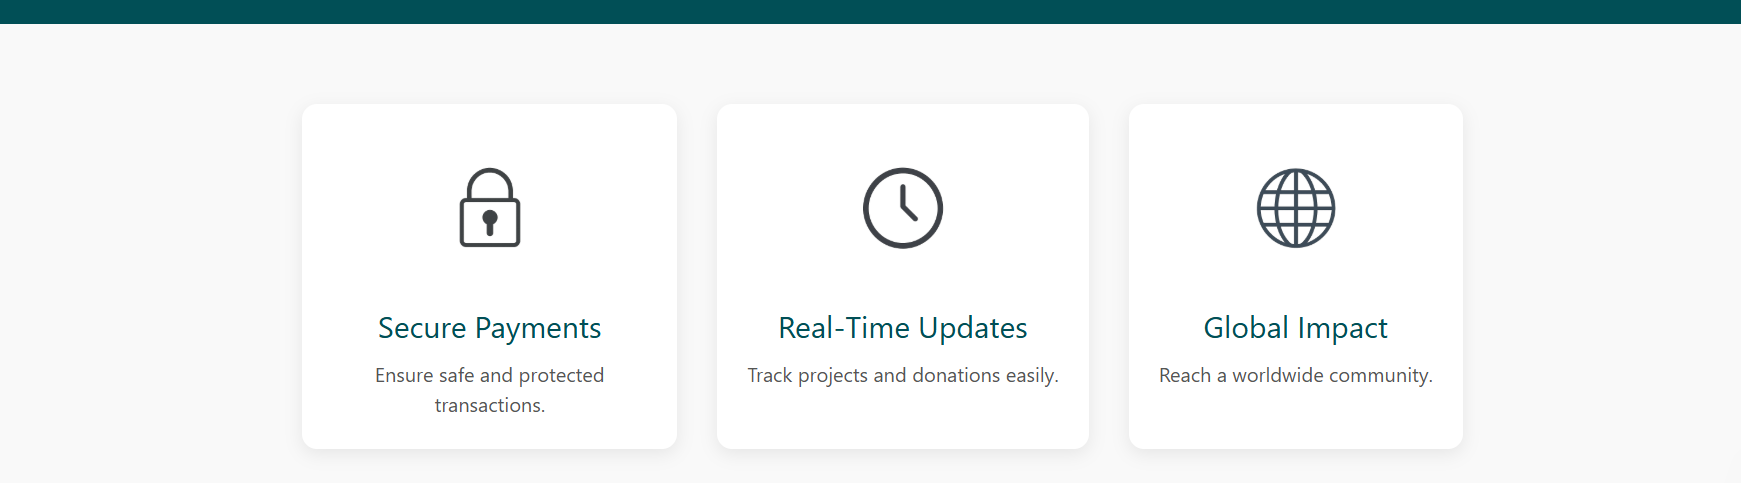 Secure Payments
Ensure safe and protected
transactions.
Real-Time Updates
Track projects and donations easily.
Global Impact
Reach a worldwide community.